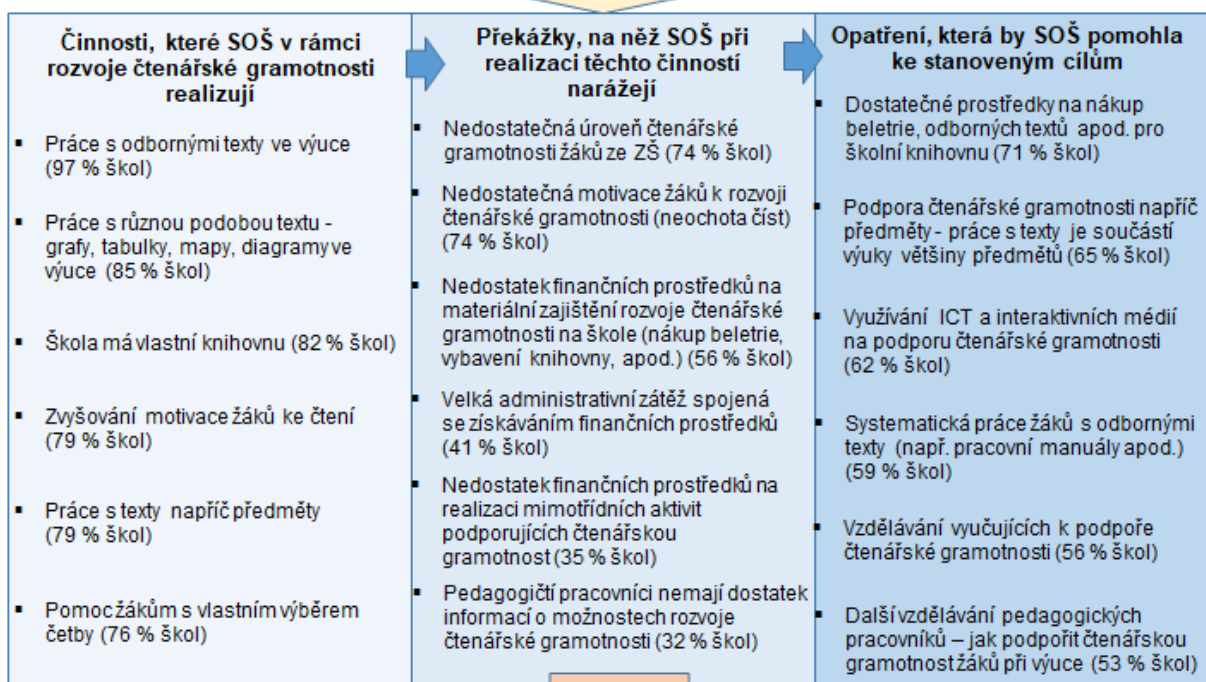 Činnosti, které SOŠ v rámci
rozvoje čtenářské gramotnosti
realizují
▪ Práce s odbornými texty ve výuce
(97 % škol)
▪ Práce s různou podobou textu -
grafy, tabulky, mapy, diagramy ve
výuce (85 % škol)
▪ Škola má vlastní knihovnu (82 % škol)
▪ Zvyšování motivace žáků ke čtení
(79 % škol)
▪ Práce s texty napříč předměty
(79 % škol)
▪ Pomoc žákům s vlastním výběrem
četby (76 % škol)
Překážky, na něž SOŠ při
realizaci těchto činností
narážejí
▪ Nedostatečná úroveň čtenářské
gramotnosti žáků ze ZŠ (74 % škol)
▪ Nedostatečná motivace žáků k rozvoji
čtenářské gramotnosti (neochota číst)
(74 % škol)
▪ Nedostatek finančních prostředků na
materiální zajištění rozvoje čtenářské
gramotnosti na škole (nákup beletrie,
vybavení knihovny, apod.) (56 % škol)
▪ Velká administrativní zátěž spojená
se získáváním finančních prostředků
(41 % škol)
▪ Nedostatek finančních prostředků na
realizaci mimotřídních aktivit
podporujících čtenářskou
gramotnost (35 % škol)
▪ Pedagogičtí pracovníci nemají dostatek
informací o možnostech rozvoje
čtenářské gramotnosti (32 % škol)
Opatření, která by SOŠ pomohla
ke stanoveným cílům
▪ Dostatečné prostředky na nákup
beletrie, odborných textů apod. pro
školní knihovnu (71 % škol)
▪ Podpora čtenářské gramotnosti napříč
předměty - práce s texty je součástí
výuky většiny předmětů (65 % škol)
▪ Využívání ICT a interaktivních médií
na podporu čtenářské gramotnosti
(62 % škol)
▪ Systematická práce žáků s odbornými
texty (např. pracovní manuály apod.)
(59 % škol)
▪ Vzdělávání vyučujících k podpoře
čtenářské gramotnosti (56 % škol)
▪ Další vzdělávání pedagogických
pracovníků – jak podpořit čtenářskou
gramotnost žáků při výuce (53 % škol)